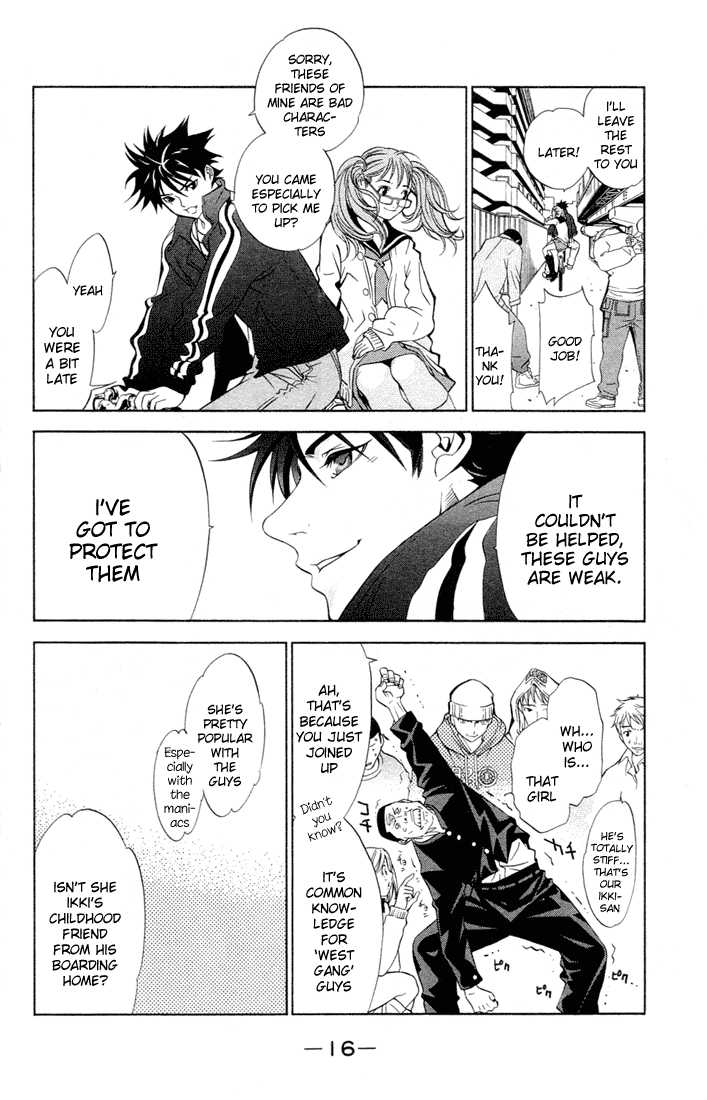 I'LL
LEAVE
THE
REST
TO YOU
LATER!
GOOD
JOB!
THA-
NK
YOU!
SORRY,
THESE
FRIENDS OF
MINE ARE BAD
CHARAC-
TERS
YOU CAME
ESPECIALLY
TO PICK ME
UP?
YEAH
YOU
WERE
A BIT
LATE
IT
COULDN'T
BE HELPED,
THESE GUYS
ARE WEAK.
I'VE
GOT TO
PROTECT
THEM
WH...
WHO
IS...
THAT
GIRL
HE'S
TOTALLY
STIFF...
THAT'S
OUR
IKKI-
SAN
AH,
THAT'S
BECAUSE
YOU JUST
JOINED
UP
Didn't
you
know?
IT'S
COMMON
KNOW-
LEDGE
FOR
'WEST
GANG'
GUYS
ピク
ピク
SHE'S
PRETTY
POPULAR
WITH
THE
GUYS
Espe-
cially
with
the
mani-
acs
ISN'T SHE
IKKI'S
CHILDHOOD
FRIEND
FROM HIS
BOARDING
HOME?
—16—